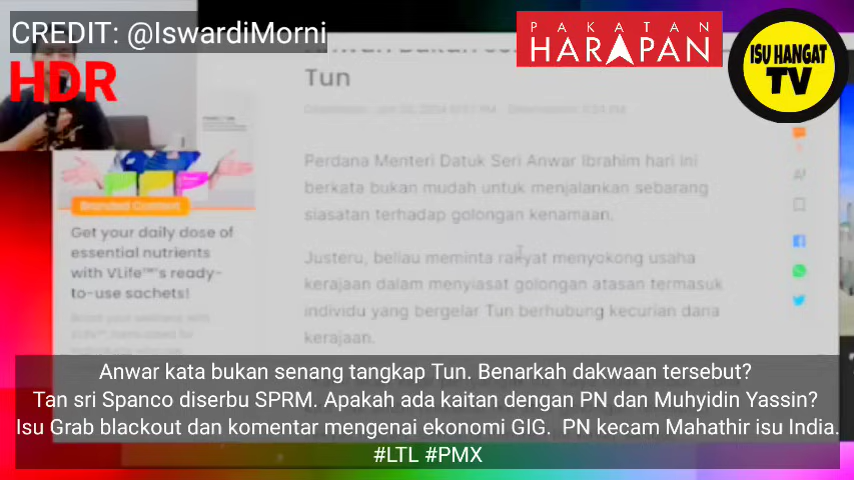 CREDIT: @IswardiMorni
HDR
PAKATAN
HARAPAN
ISU HANGAT
TV
Tun
Perdana Menteri Datuk Seri Anwar Ibrahim hari ini
berkata bukan mudah untuk menjalankan sebarang
siasatan terhadap golongan kenamaan.
Justeru, beliau meminta rakyat menyokong usaha
kerajaan dalam menyiasat golongan atasan termasuk
individu yang bergelar Tun berhubung kecurian dana
kerajaan.
Branded Content
Get your daily dose of
essential nutrients
with VLife™'s ready-
to-use sachets!
Anwar kata bukan senang tangkap Tun. Benarkah dakwaan tersebut?
Tan sri Spanco diserbu SPRM. Apakah ada kaitan dengan PN dan Muhyidin Yassin?
Isu Grab blackout dan komentar mengenai ekonomi GIG. PN kecam Mahathir isu India.
#LTL #PMX